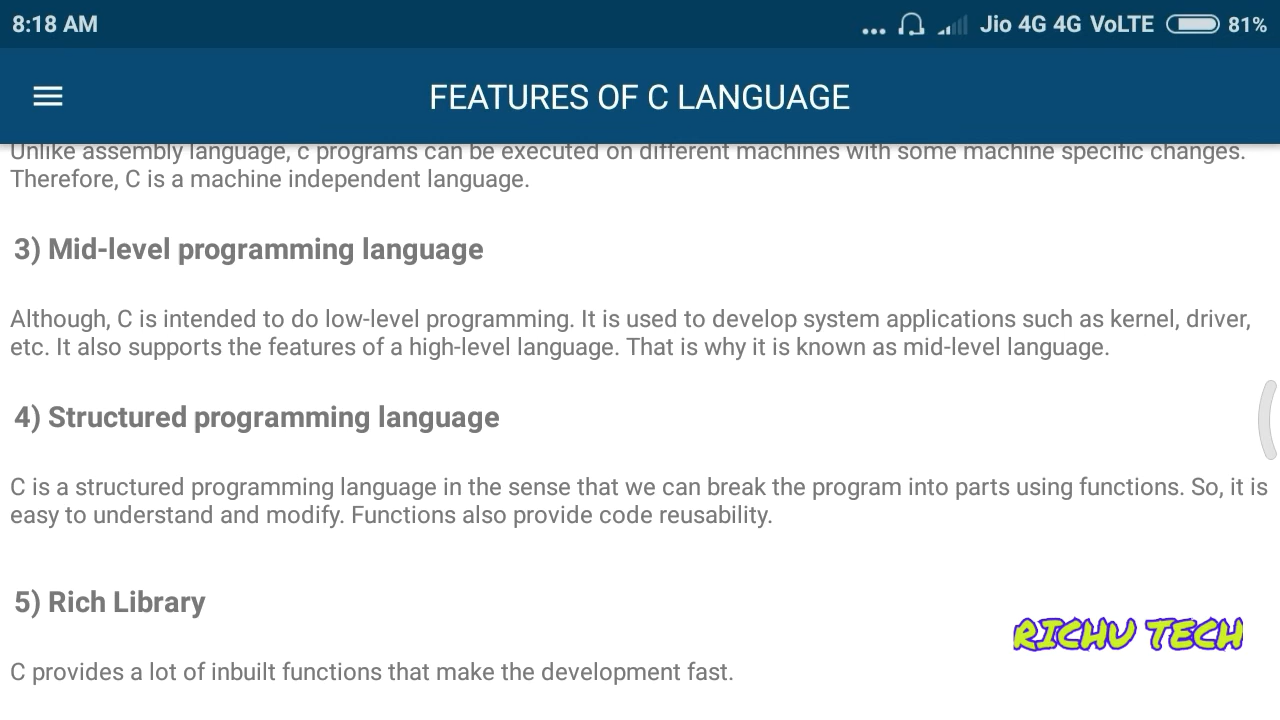 8:18 AM
... Jio 4G 4G VoLTE 81%
FEATURES OF C LANGUAGE
Unlike assembly language, c programs can be executed on different machines with some machine specific changes.
Therefore, C is a machine independent language.
3) Mid-level programming language
Although, C is intended to do low-level programming. It is used to develop system applications such as kernel, driver,
etc. It also supports the features of a high-level language. That is why it is known as mid-level language.
4) Structured programming language
C is a structured programming language in the sense that we can break the program into parts using functions. So, it is
easy to understand and modify. Functions also provide code reusability.
5) Rich Library
RICHU TECH
C provides a lot of inbuilt functions that make the development fast.